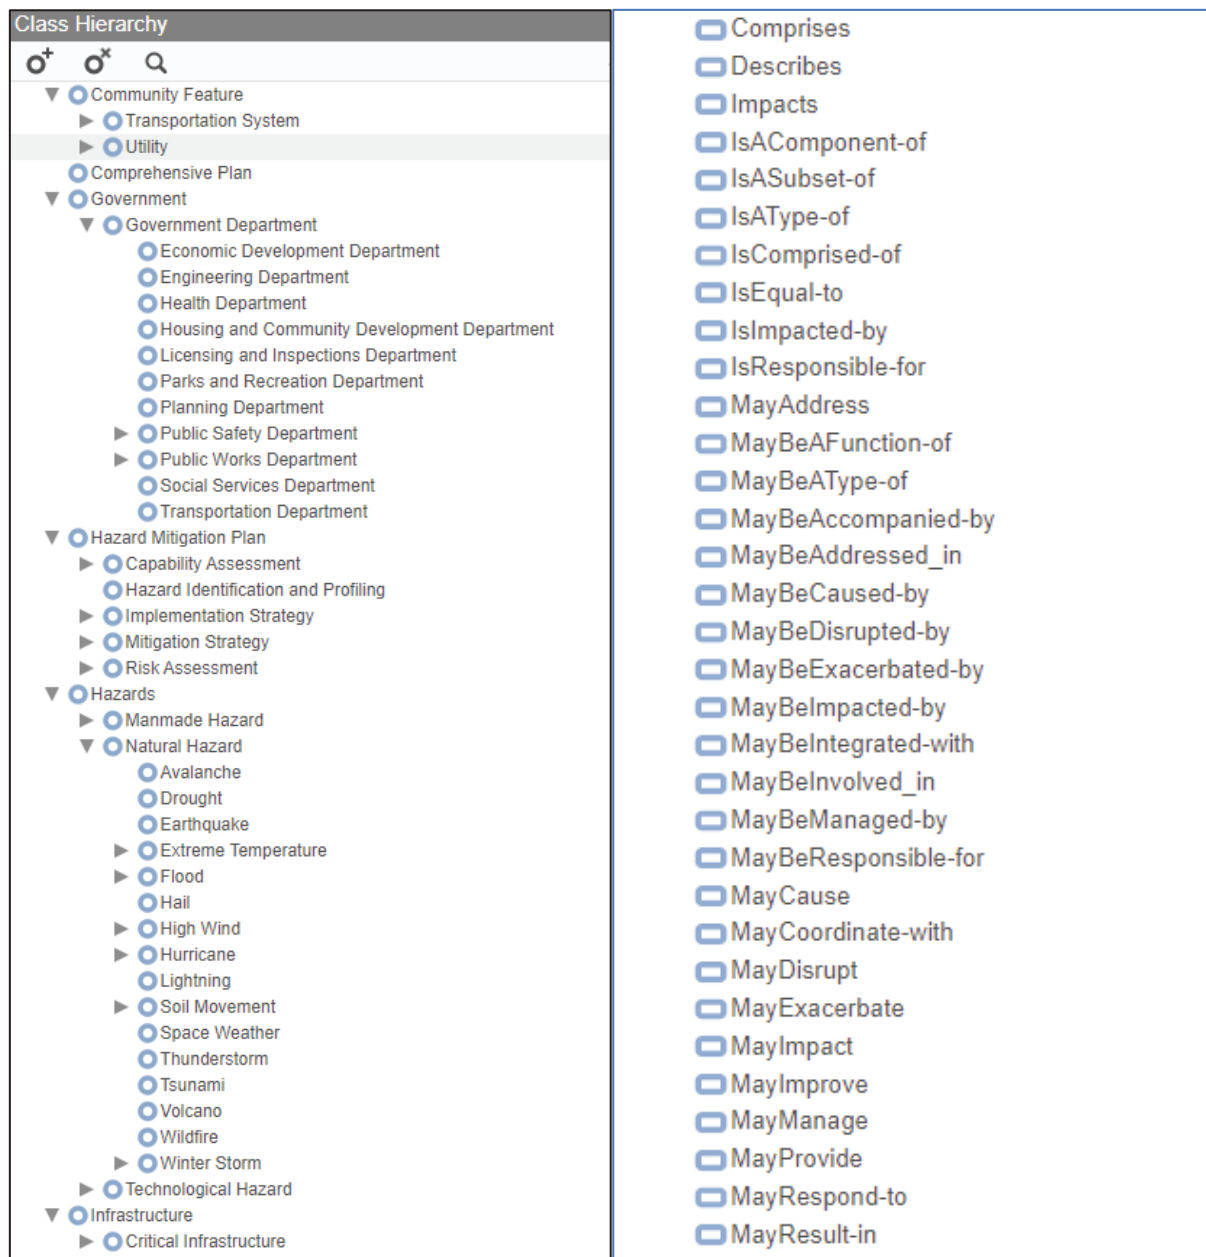 Class Hierarchy
Community Feature
Transportation System
Utility
Comprehensive Plan
Government
Government Department
Economic Development Department
Engineering Department
Health Department
Housing and Community Development Department
Licensing and Inspections Department
Parks and Recreation Department
Planning Department
Public Safety Department
Public Works Department
Social Services Department
Transportation Department
Hazard Mitigation Plan
Capability Assessment
Hazard Identification and Profiling
Implementation Strategy
Mitigation Strategy
Risk Assessment
Hazards
Manmade Hazard
Natural Hazard
Avalanche
Drought
Earthquake
Extreme Temperature
Flood
Hail
High Wind
Hurricane
Lightning
Soil Movement
Space Weather
Thunderstorm
Tsunami
Volcano
Wildfire
Winter Storm
Technological Hazard
Infrastructure
Critical Infrastructure
Comprises
Describes
Impacts
IsAComponent-of
IsASubset-of
IsAType-of
IsComprised-of
IsEqual-to
IsImpacted-by
IsResponsible-for
MayAddress
MayBeAFunction-of
MayBeAType-of
MayBeAccompanied-by
MayBeAddressed_in
MayBeCaused-by
MayBeDisrupted-by
MayBeExacerbated-by
MayBeImpacted-by
MayBeIntegrated-with
MayBeInvolved_in
MayBeManaged-by
MayBeResponsible-for
MayCause
MayCoordinate-with
MayDisrupt
MayExacerbate
MayImpact
MayImprove
MayManage
MayProvide
MayRespond-to
MayResult-in